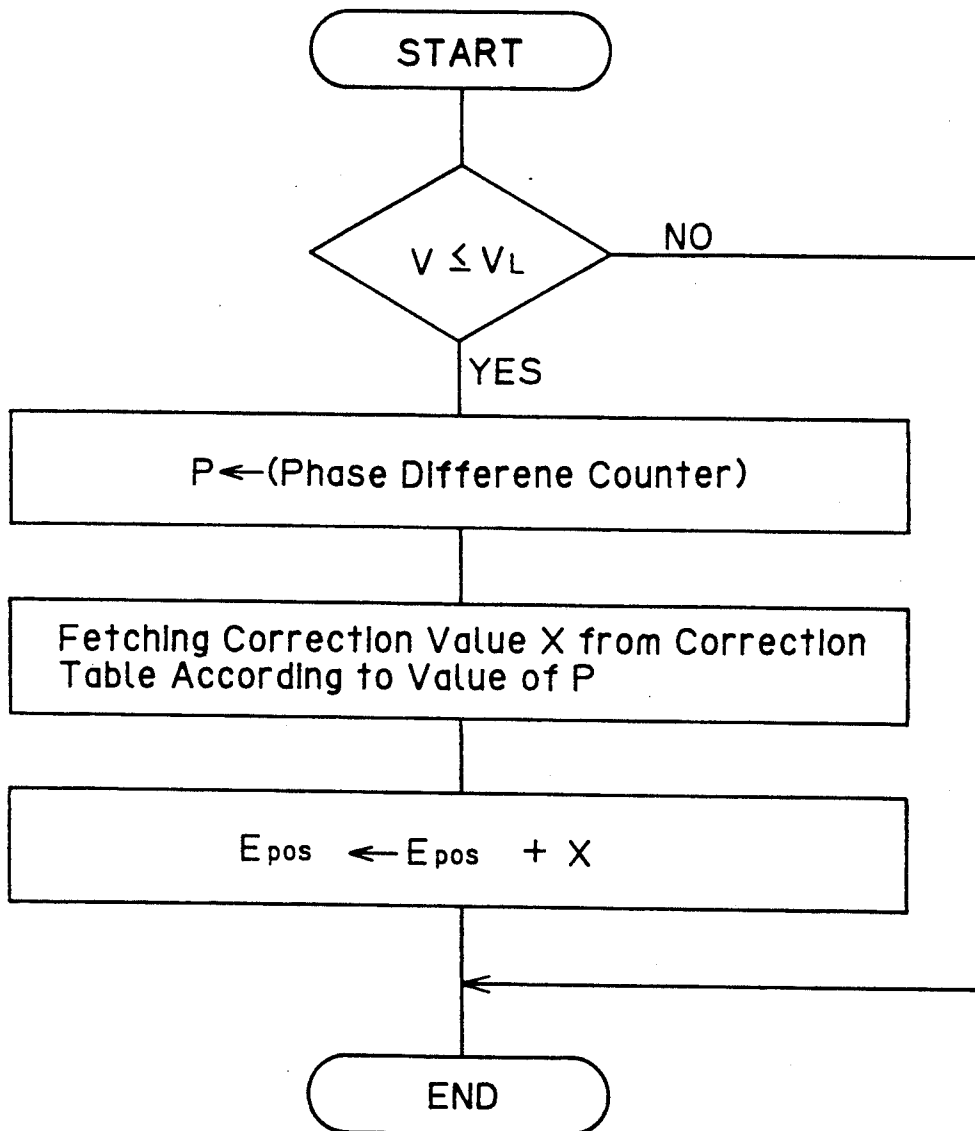 START
V ≤ VL
NO
YES
P←(Phase Differene Counter)
Fetching Correction Value X from Correction
Table According to Value of P
Epos ← Epos + X
END